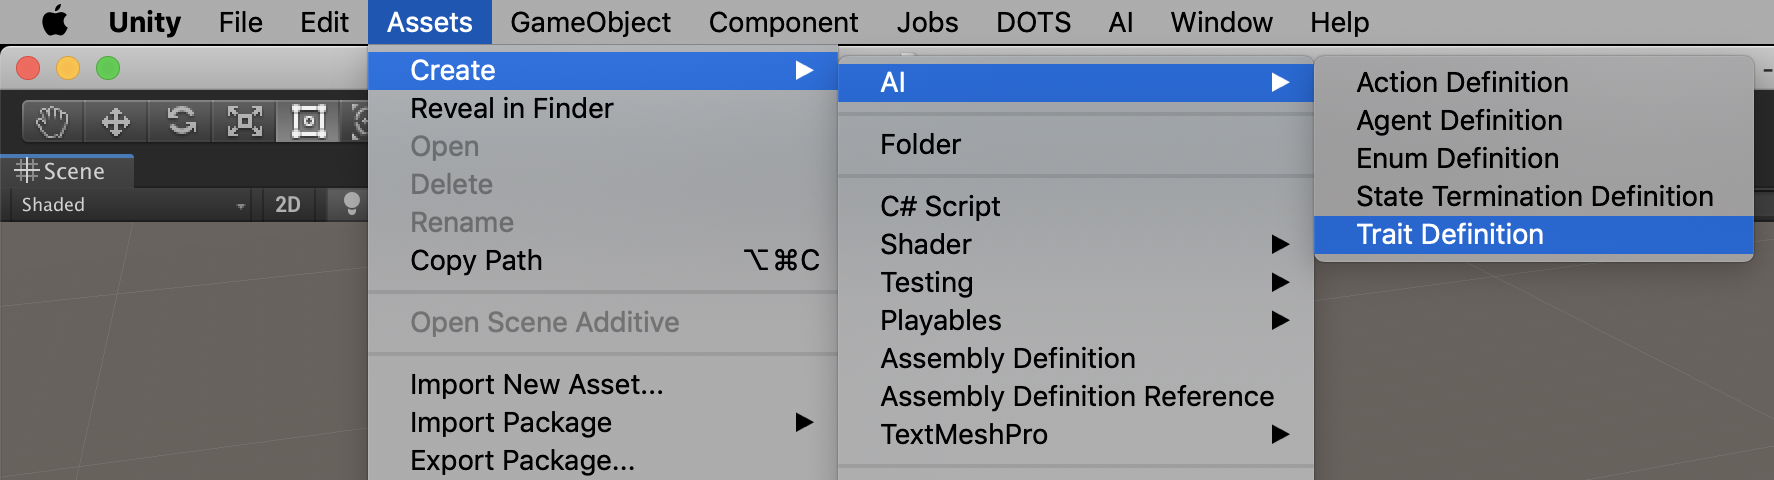 Unity File Edit Assets GameObject Component Jobs DOTS AI Window Help
Scene
Shaded 2D
Create
Reveal in Finder
Open
Delete
Rename
Copy Path ⌥⌘C
Open Scene Additive
Import New Asset...
Import Package
Export Package...
AI
Folder
C# Script
Shader
Testing
Playables
Assembly Definition
Assembly Definition Reference
TextMeshPro
Action Definition
Agent Definition
Enum Definition
State Termination Definition
Trait Definition